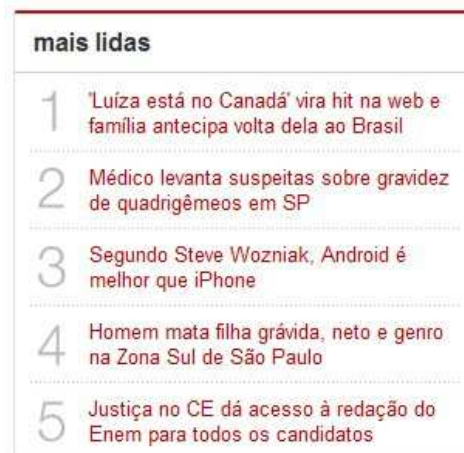 mais lidas
1 'Luíza está no Canadá' vira hit na web e
família antecipa volta dela ao Brasil
2 Médico levanta suspeitas sobre gravidez
de quadrigêmeos em SP
3 Segundo Steve Wozniak, Android é
melhor que iPhone
4 Homem mata filha grávida, neto e genro
na Zona Sul de São Paulo
5 Justiça no CE dá acesso à redação do
Enem para todos os candidatos